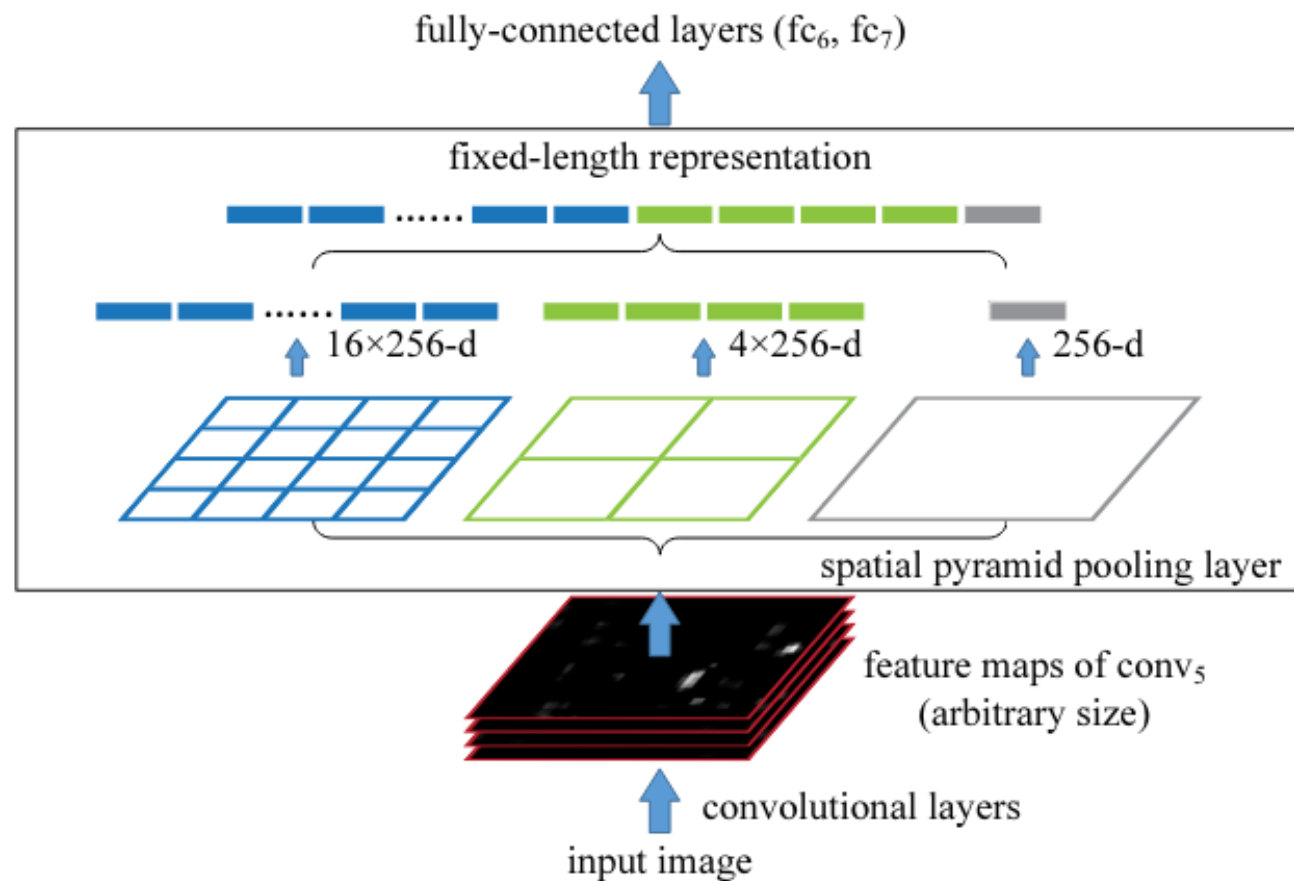 fully-connected layers (fc₆, fc₇)
fixed-length representation
......
......
16×256-d
4×256-d
256-d
spatial pyramid pooling layer
feature maps of conv₅
(arbitrary size)
convolutional layers
input image